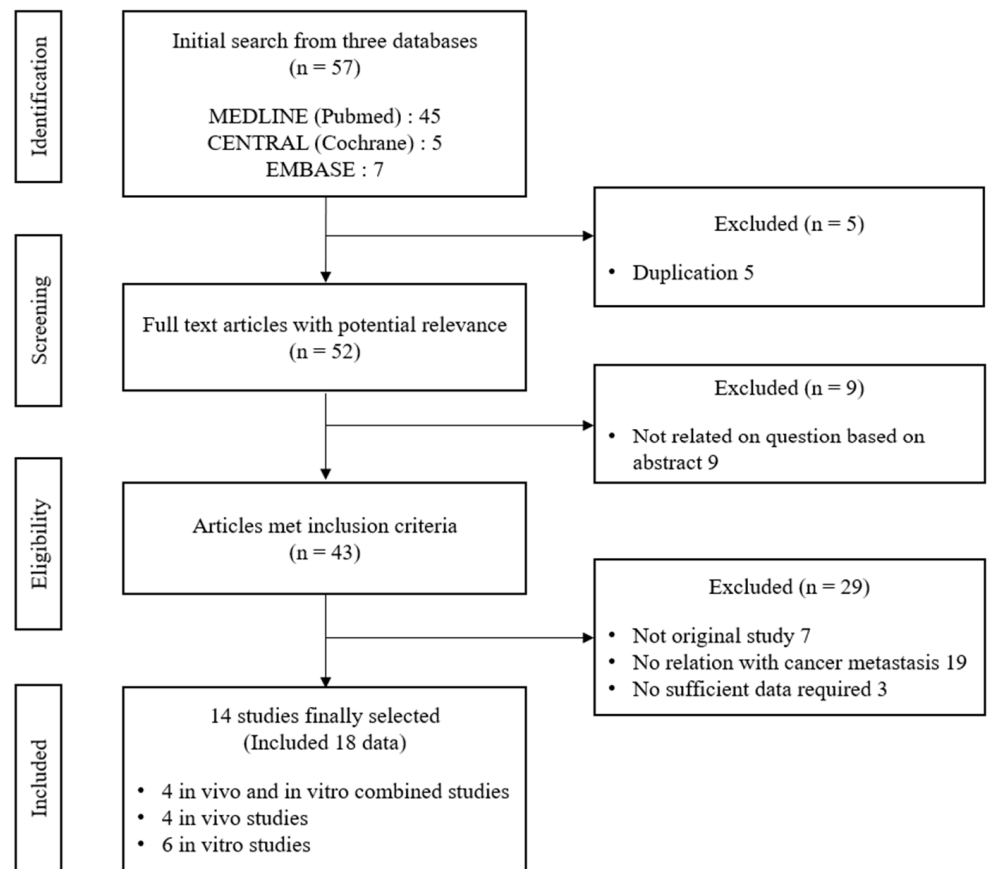 Identification
Initial search from three databases
(n = 57)
MEDLINE (Pubmed) : 45
CENTRAL (Cochrane) : 5
EMBASE : 7
Excluded (n = 5)
• Duplication 5
Screening
Full text articles with potential relevance
(n = 52)
Excluded (n = 9)
• Not related on question based on
abstract 9
Eligibility
Articles met inclusion criteria
(n = 43)
Excluded (n = 29)
• Not original study 7
• No relation with cancer metastasis 19
• No sufficient data required 3
Included
14 studies finally selected
(Included 18 data)
• 4 in vivo and in vitro combined studies
• 4 in vivo studies
• 6 in vitro studies